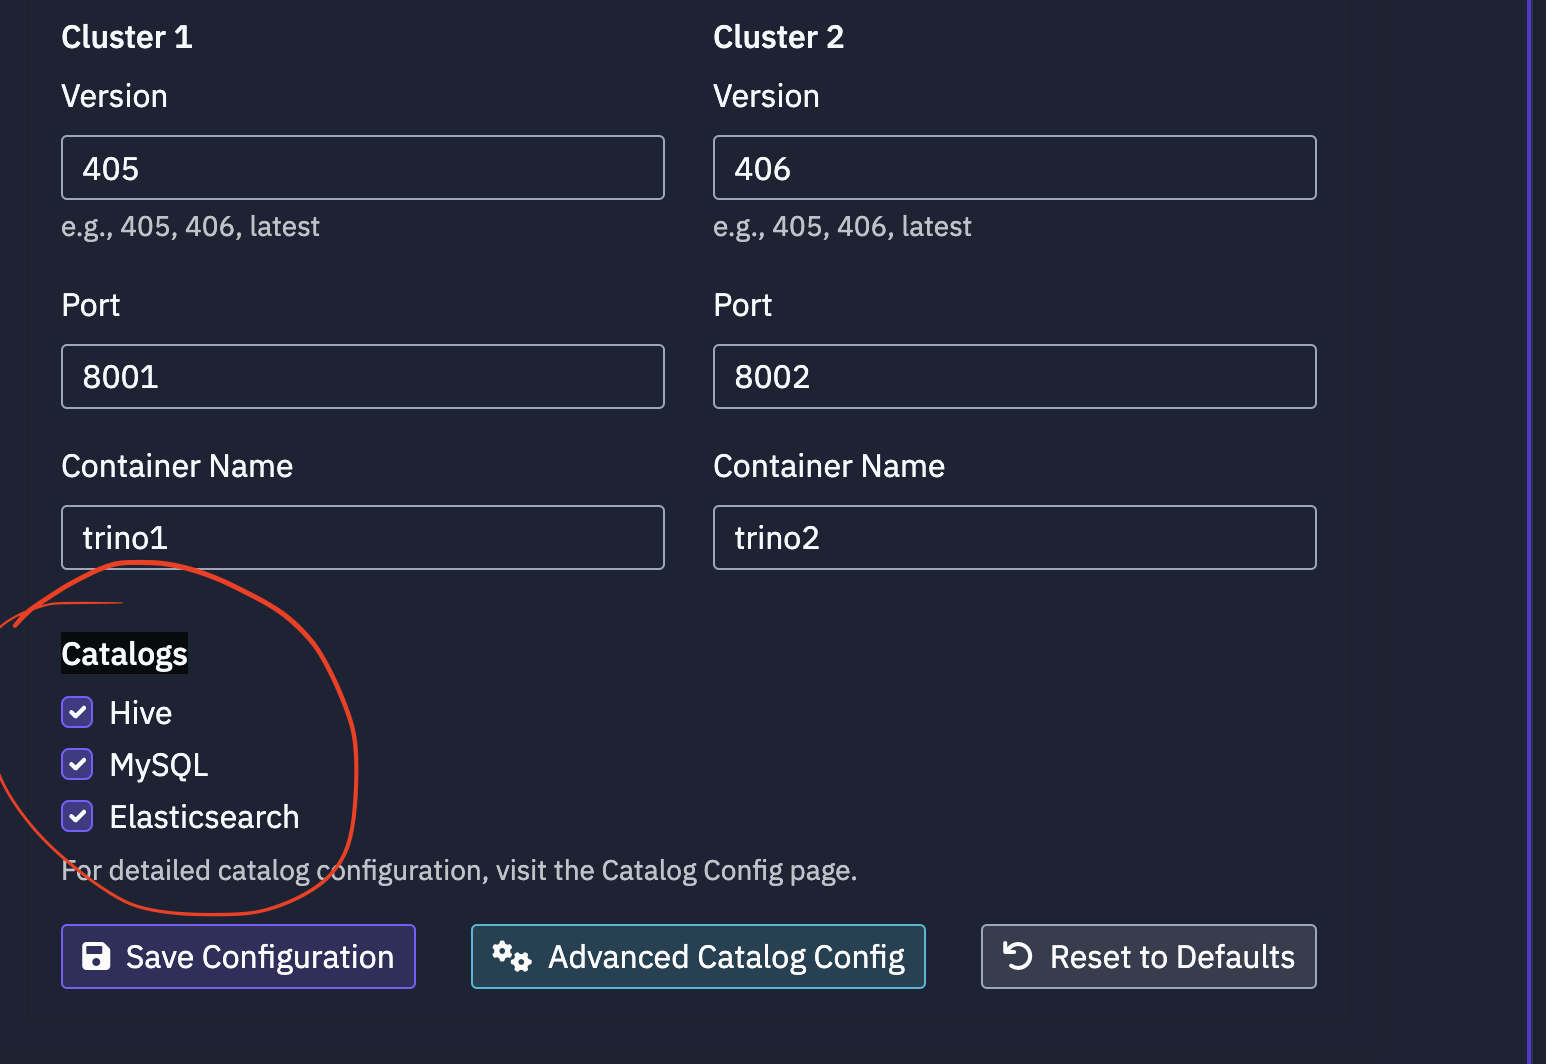 Cluster 1
Version
405
e.g., 405, 406, latest
Port
8001
Container Name
trino1
Cluster 2
Version
406
e.g., 405, 406, latest
Port
8002
Container Name
trino2
Catalogs
Hive
MySQL
Elasticsearch
For detailed catalog configuration, visit the Catalog Config page.
Save Configuration
Advanced Catalog Config
Reset to Defaults